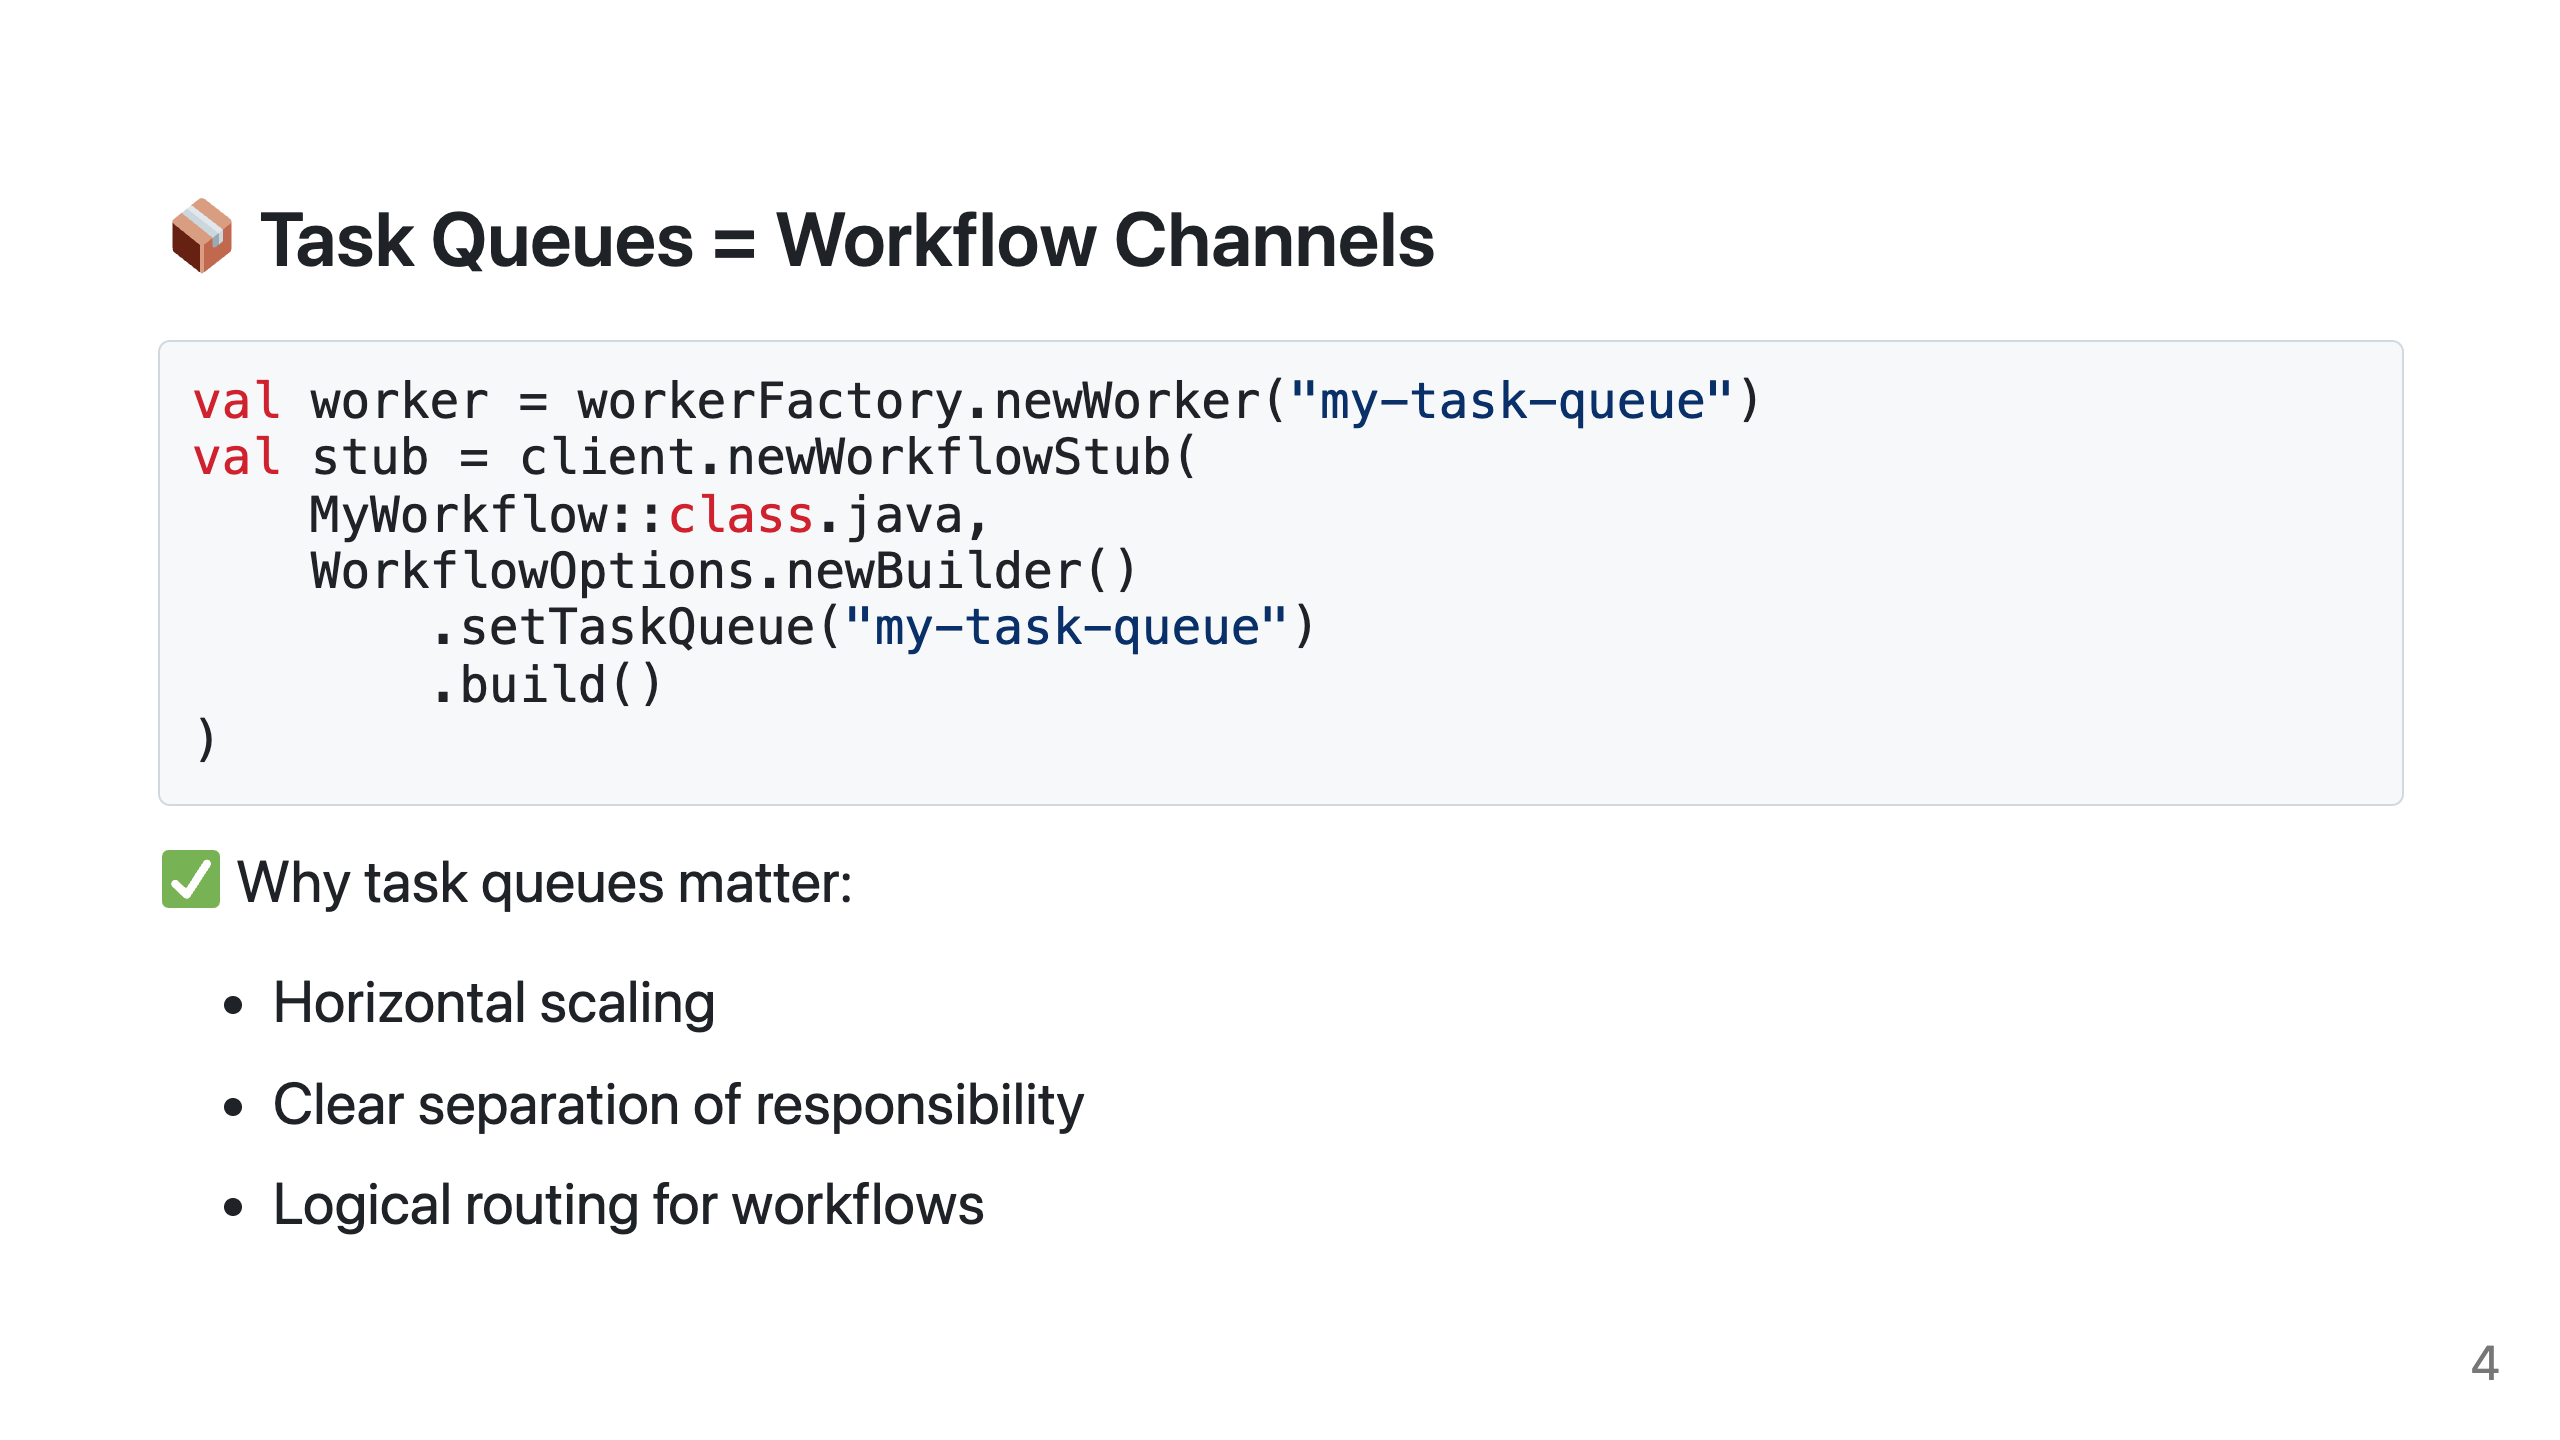 📦 Task Queues = Workflow Channels
val worker = workerFactory.newWorker("my-task-queue")
val stub = client.newWorkflowStub(
    MyWorkflow::class.java,
    WorkflowOptions.newBuilder()
        .setTaskQueue("my-task-queue")
        .build()
)
✅ Why task queues matter:
• Horizontal scaling
• Clear separation of responsibility
• Logical routing for workflows
4